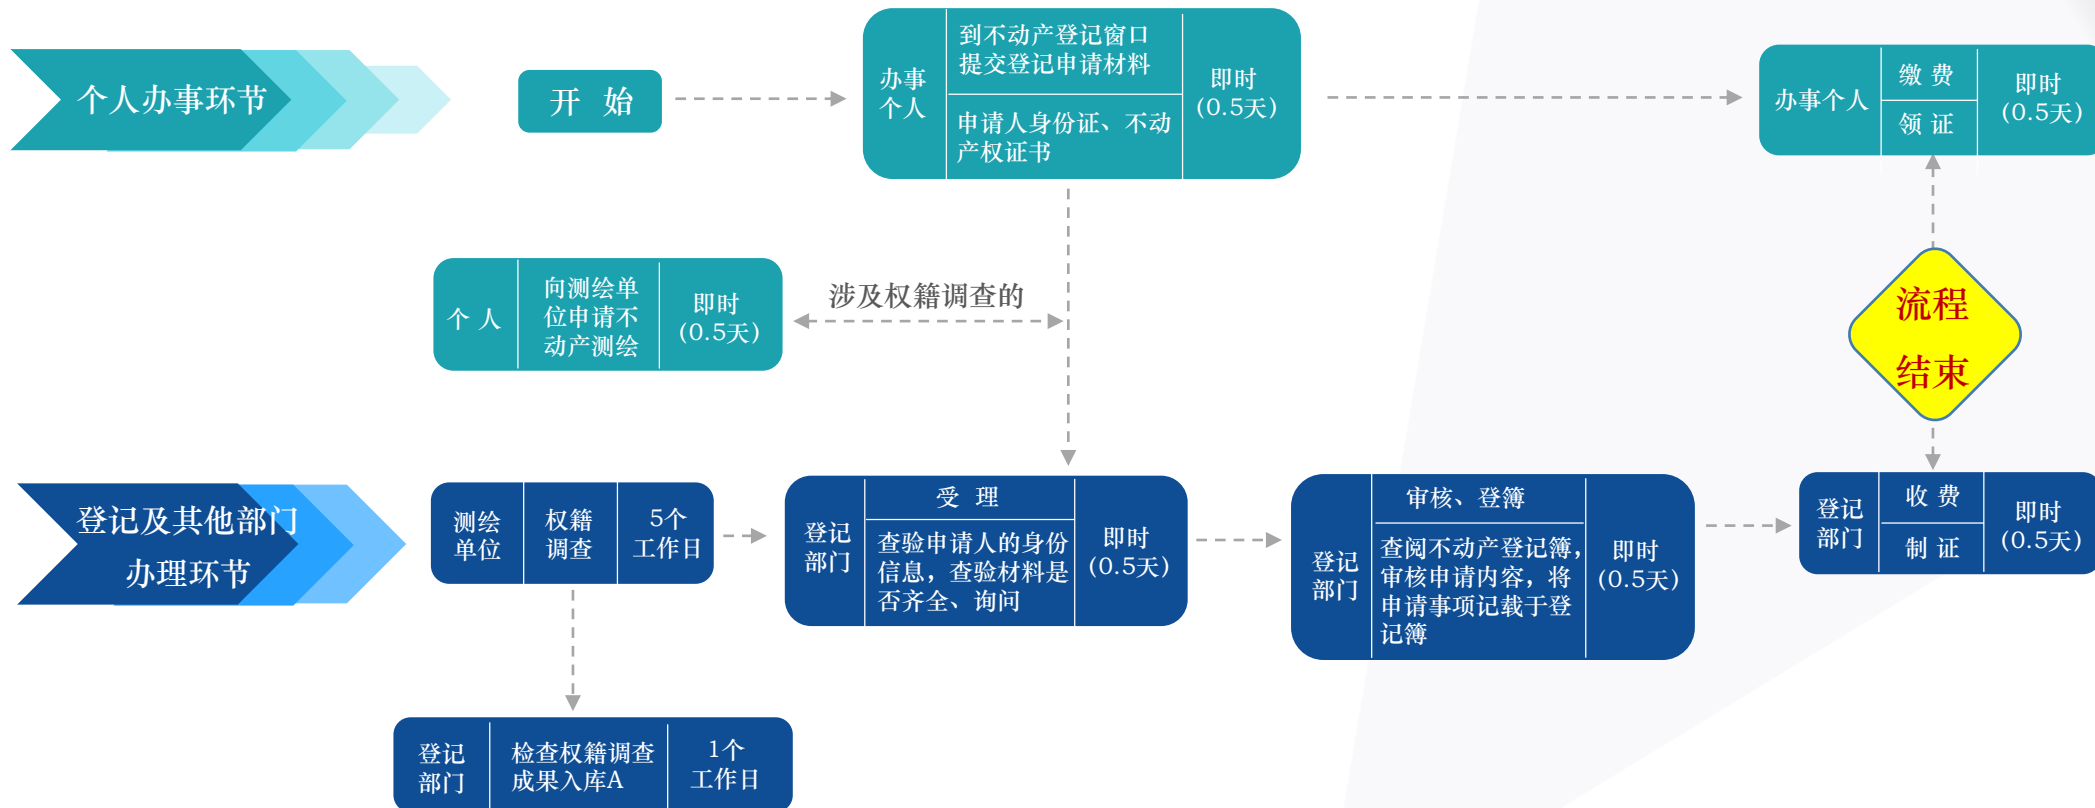 个人办事环节
开 始
办事
个人
到不动产登记窗口
提交登记申请材料
申请人身份证、不动
产权证书
即时
(0.5天)
办事个人
缴 费
领 证
即时
(0.5天)
个 人
向测绘单
位申请不
动产测绘
即时
(0.5天)
涉及权籍调查的
流程
结束
登记及其他部门
办理环节
测绘
单位
权籍
调查
5个
工作日
登记
部门
受 理
查验申请人的身份
信息，查验材料是
否齐全、询问
即时
(0.5天)
登记
部门
审核、登簿
查阅不动产登记簿，
审核申请内容，将
申请事项记载于登
记簿
即时
(0.5天)
登记
部门
收 费
制 证
即时
(0.5天)
登记
部门
检查权籍调查
成果入库A
1个
工作日